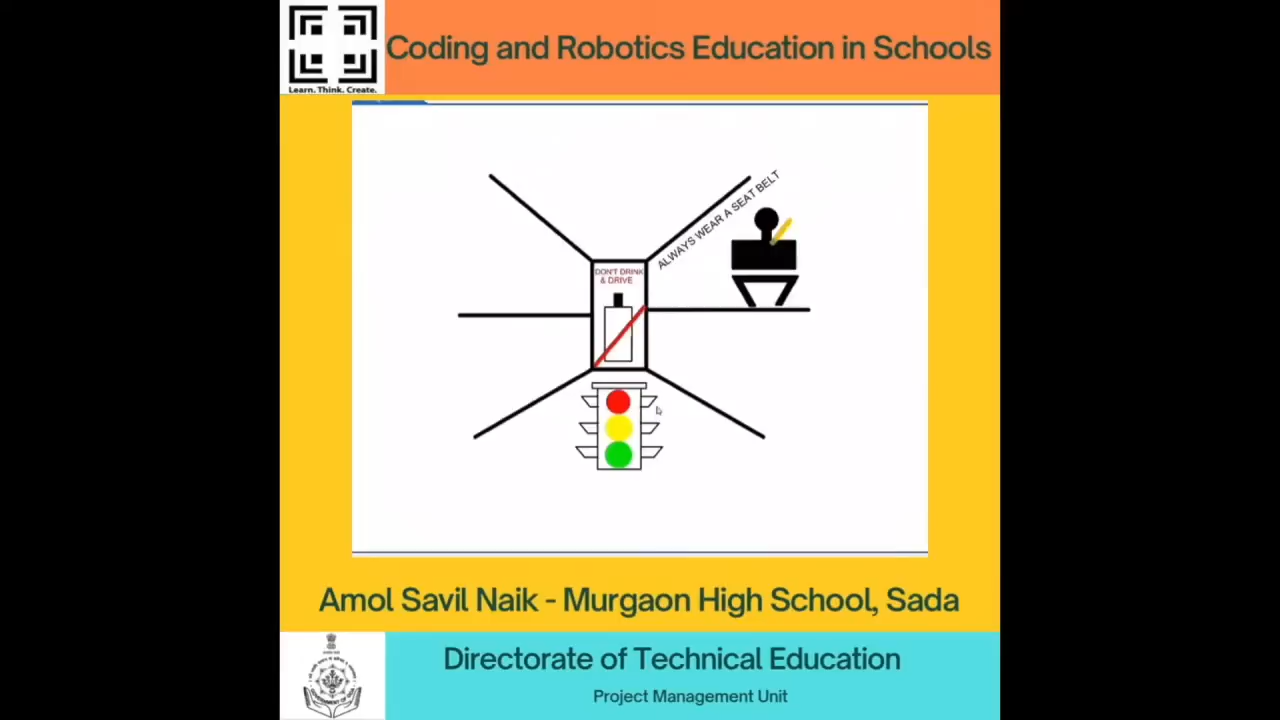 Coding and Robotics Education in Schools
Learn. Think. Create.
ALWAYS WEAR A SEAT BELT
DON'T DRINK
& DRIVE
Amol Savil Naik - Murgaon High School, Sada
Directorate of Technical Education
Project Management Unit